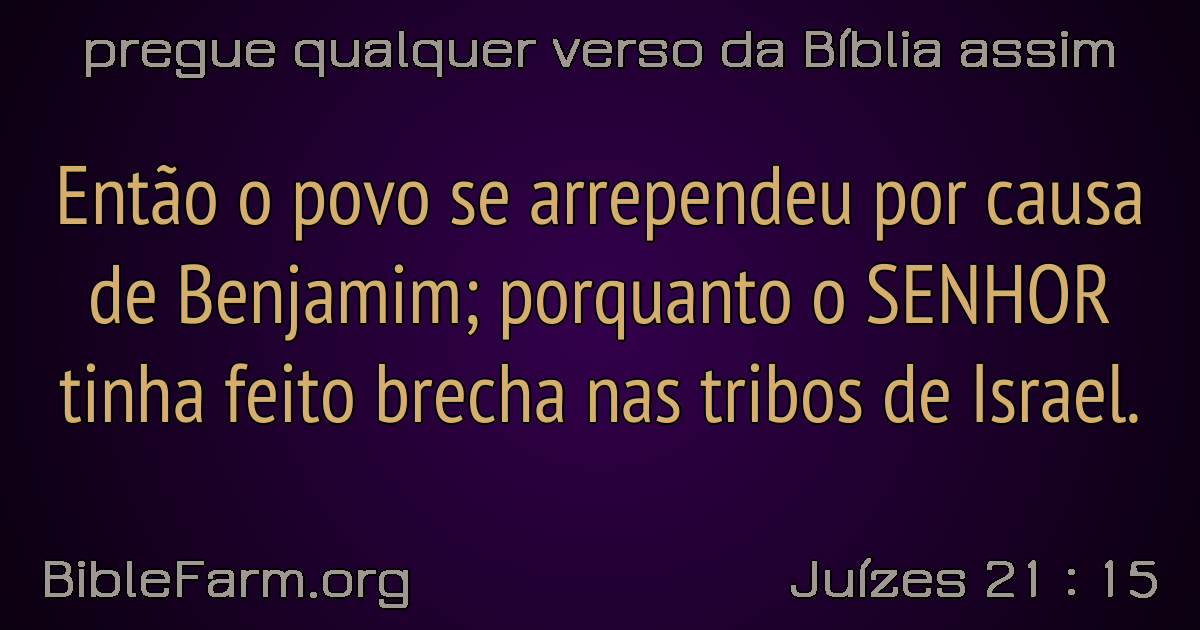 pregue qualquer verso da Bíblia assim
Então o povo se arrependeu por causa
de Benjamim; porquanto o SENHOR
tinha feito brecha nas tribos de Israel.
BibleFarm.org
Juízes 21 : 15